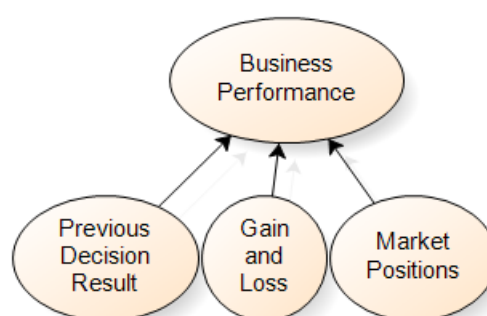 Business
Performance
Previous
Decision
Result
Gain
and
Loss
Market
Positions